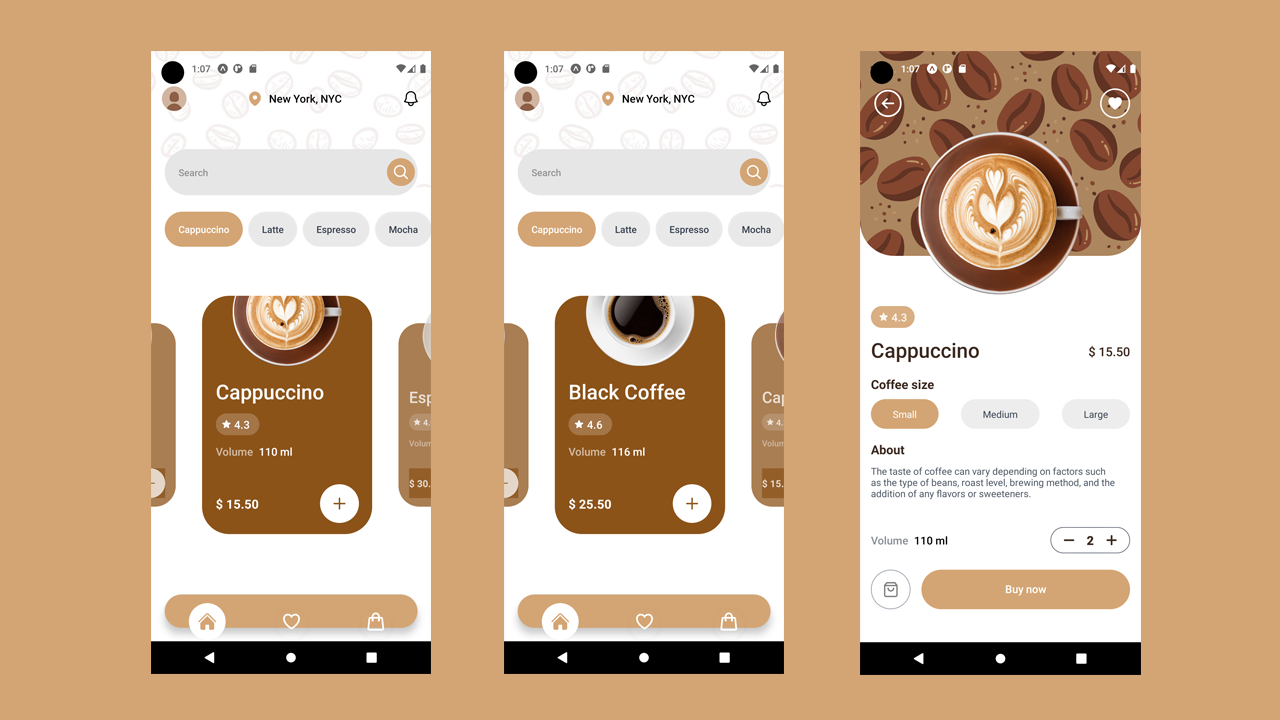 1:07
New York, NYC
Search
Cappuccino Latte Espresso Mocha
Cappuccino
4.3
Volume 110 ml
$ 15.50
Esp
4.
Volum
$ 30.
1:07
New York, NYC
Search
Cappuccino Latte Espresso Mocha
Black Coffee
4.6
Volume 116 ml
$ 25.50
Cap
4.
Volum
$ 15.
1:07
4.3
Cappuccino $ 15.50
Coffee size
Small Medium Large
About
The taste of coffee can vary depending on factors such
as the type of beans, roast level, brewing method, and the
addition of any flavors or sweeteners.
Volume 110 ml 2
Buy now